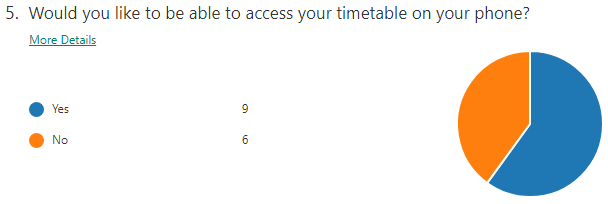 5. Would you like to be able to access your timetable on your phone?
More Details
Yes 9
No 6